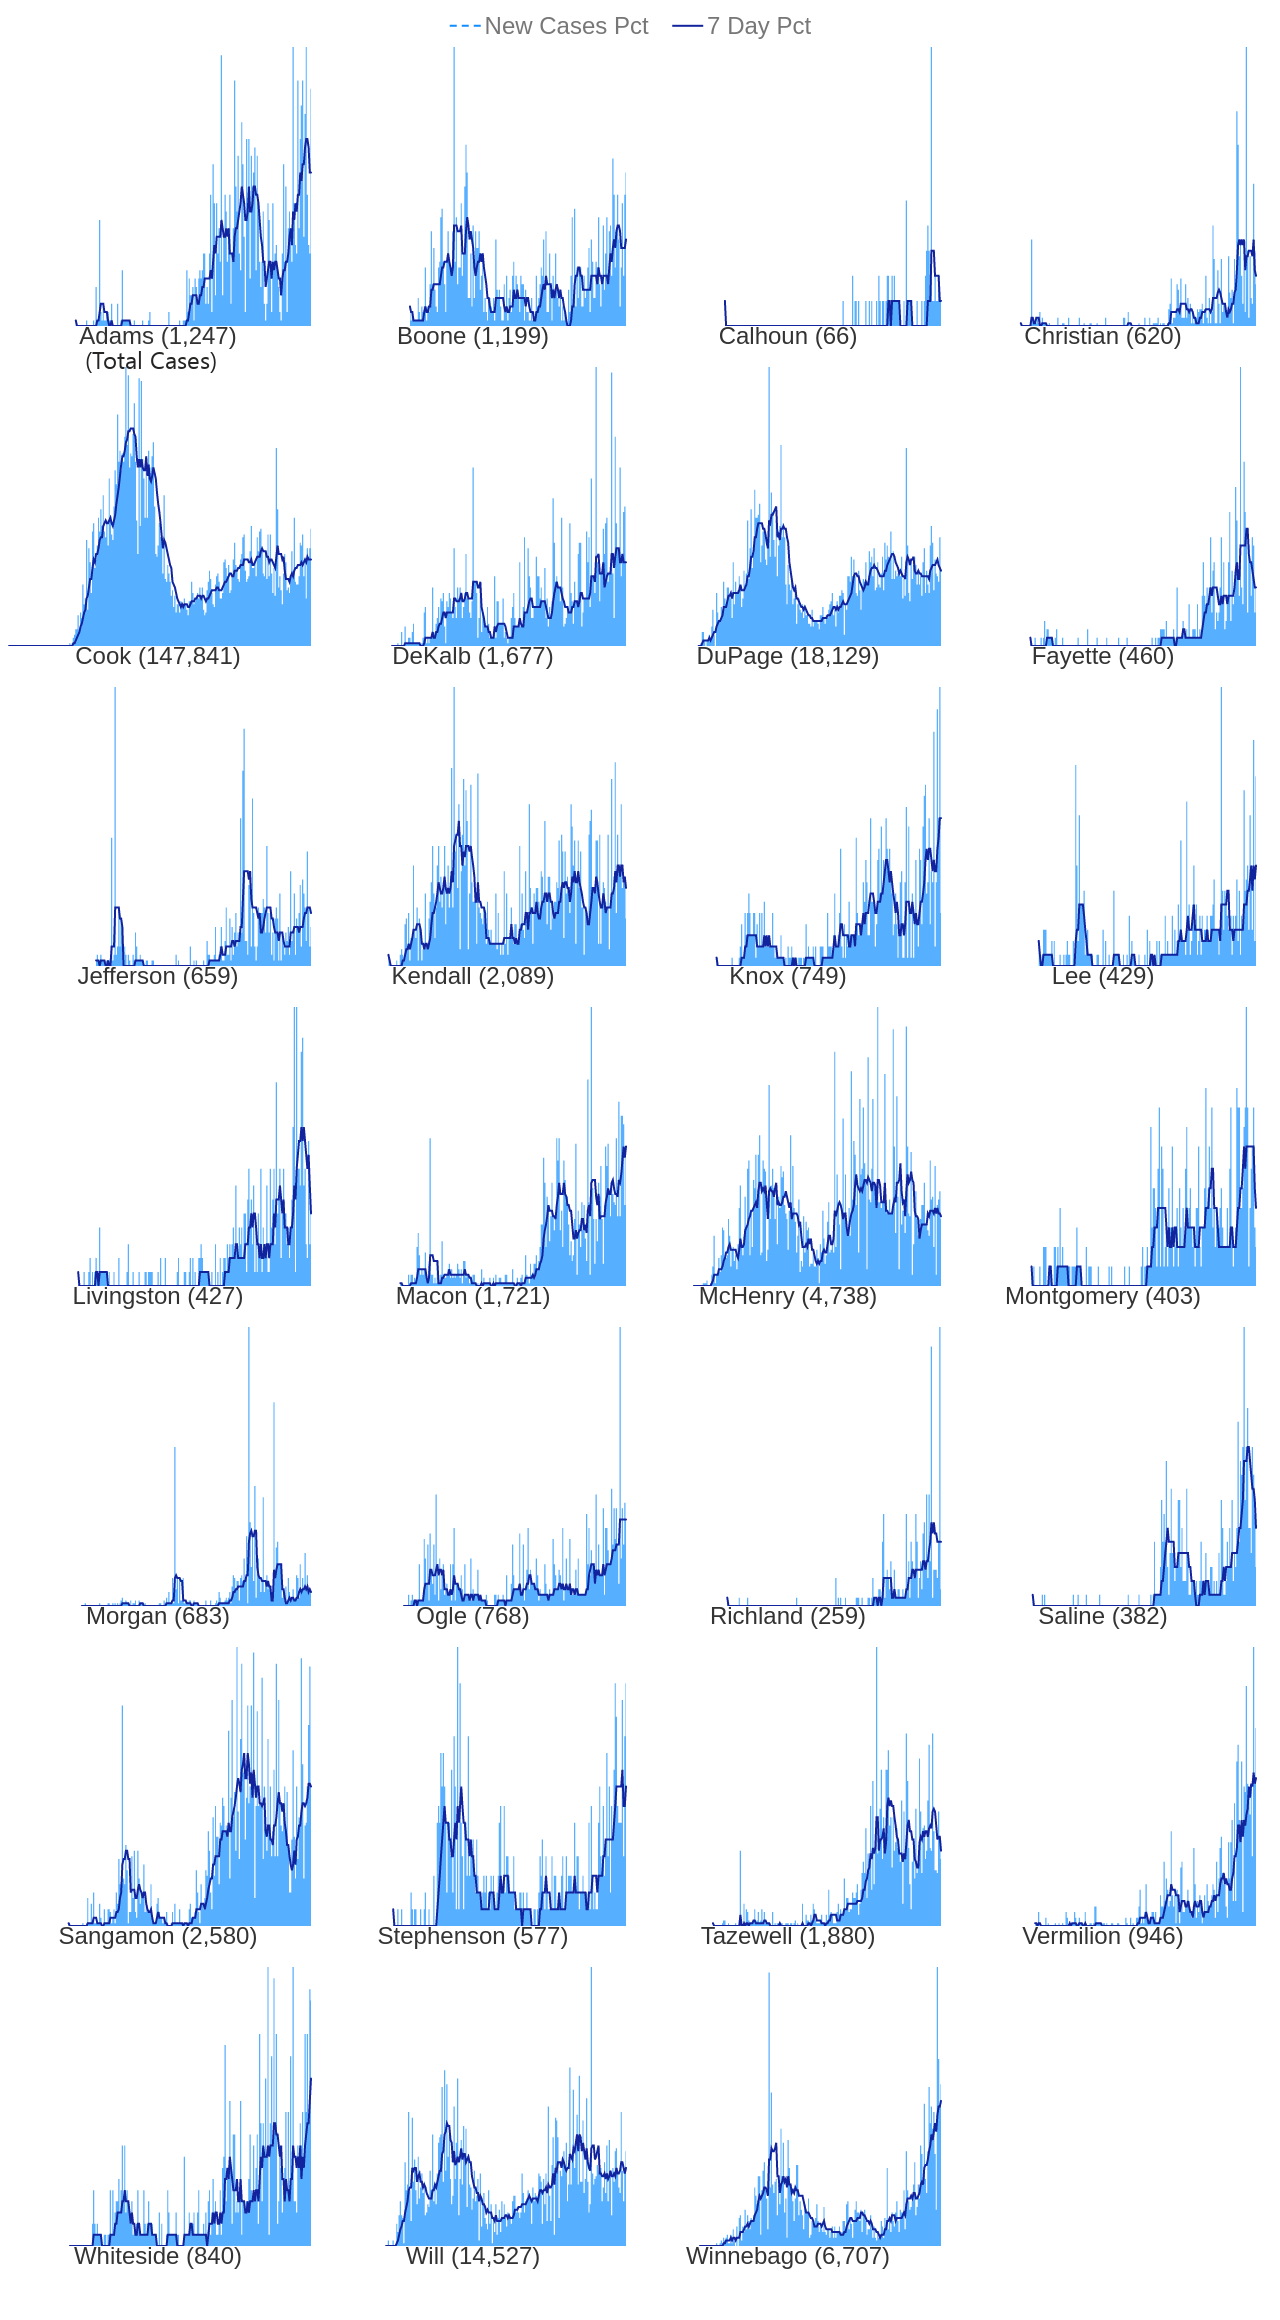 New Cases Pct 7 Day Pct
Adams (1,247) Boone (1,199) Calhoun (66) Christian (620)
(Total Cases)
Cook (147,841) DeKalb (1,677) DuPage (18,129) Fayette (460)
Jefferson (659) Kendall (2,089) Knox (749) Lee (429)
Livingston (427) Macon (1,721) McHenry (4,738) Montgomery (403)
Morgan (683) Ogle (768) Richland (259) Saline (382)
Sangamon (2,580) Stephenson (577) Tazewell (1,880) Vermilion (946)
Whiteside (840) Will (14,527) Winnebago (6,707)